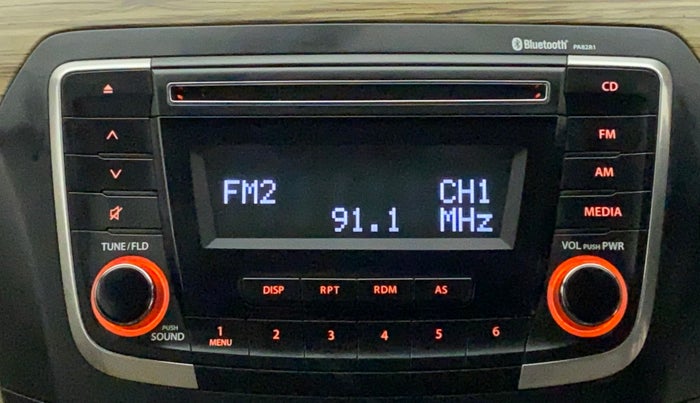 Bluetooth PA82R1
CD
FM
AM
MEDIA
FM2 CH1
91.1 MHz
TUNE/FLD
VOL PUSH PWR
DISP RPT RDM AS
PUSH
SOUND
1 2 3 4 5 6
MENU